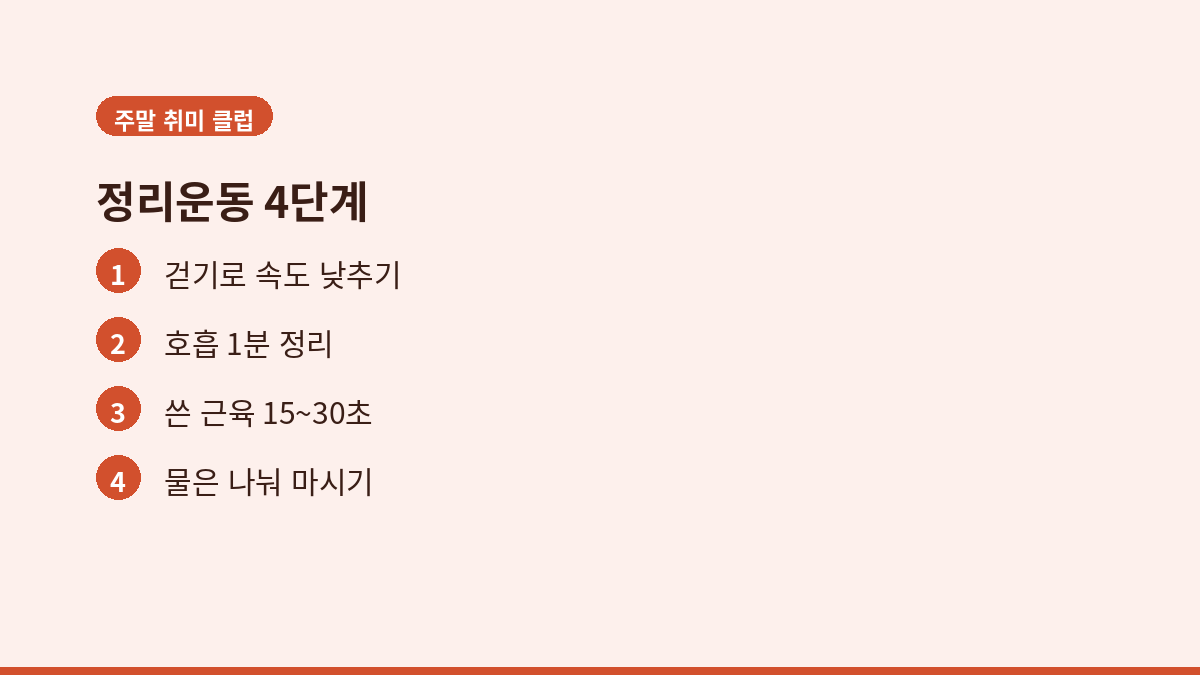 주말 취미 클럽
정리운동 4단계
1 걷기로 속도 낮추기
2 호흡 1분 정리
3 쓴 근육 15~30초
4 물은 나눠 마시기